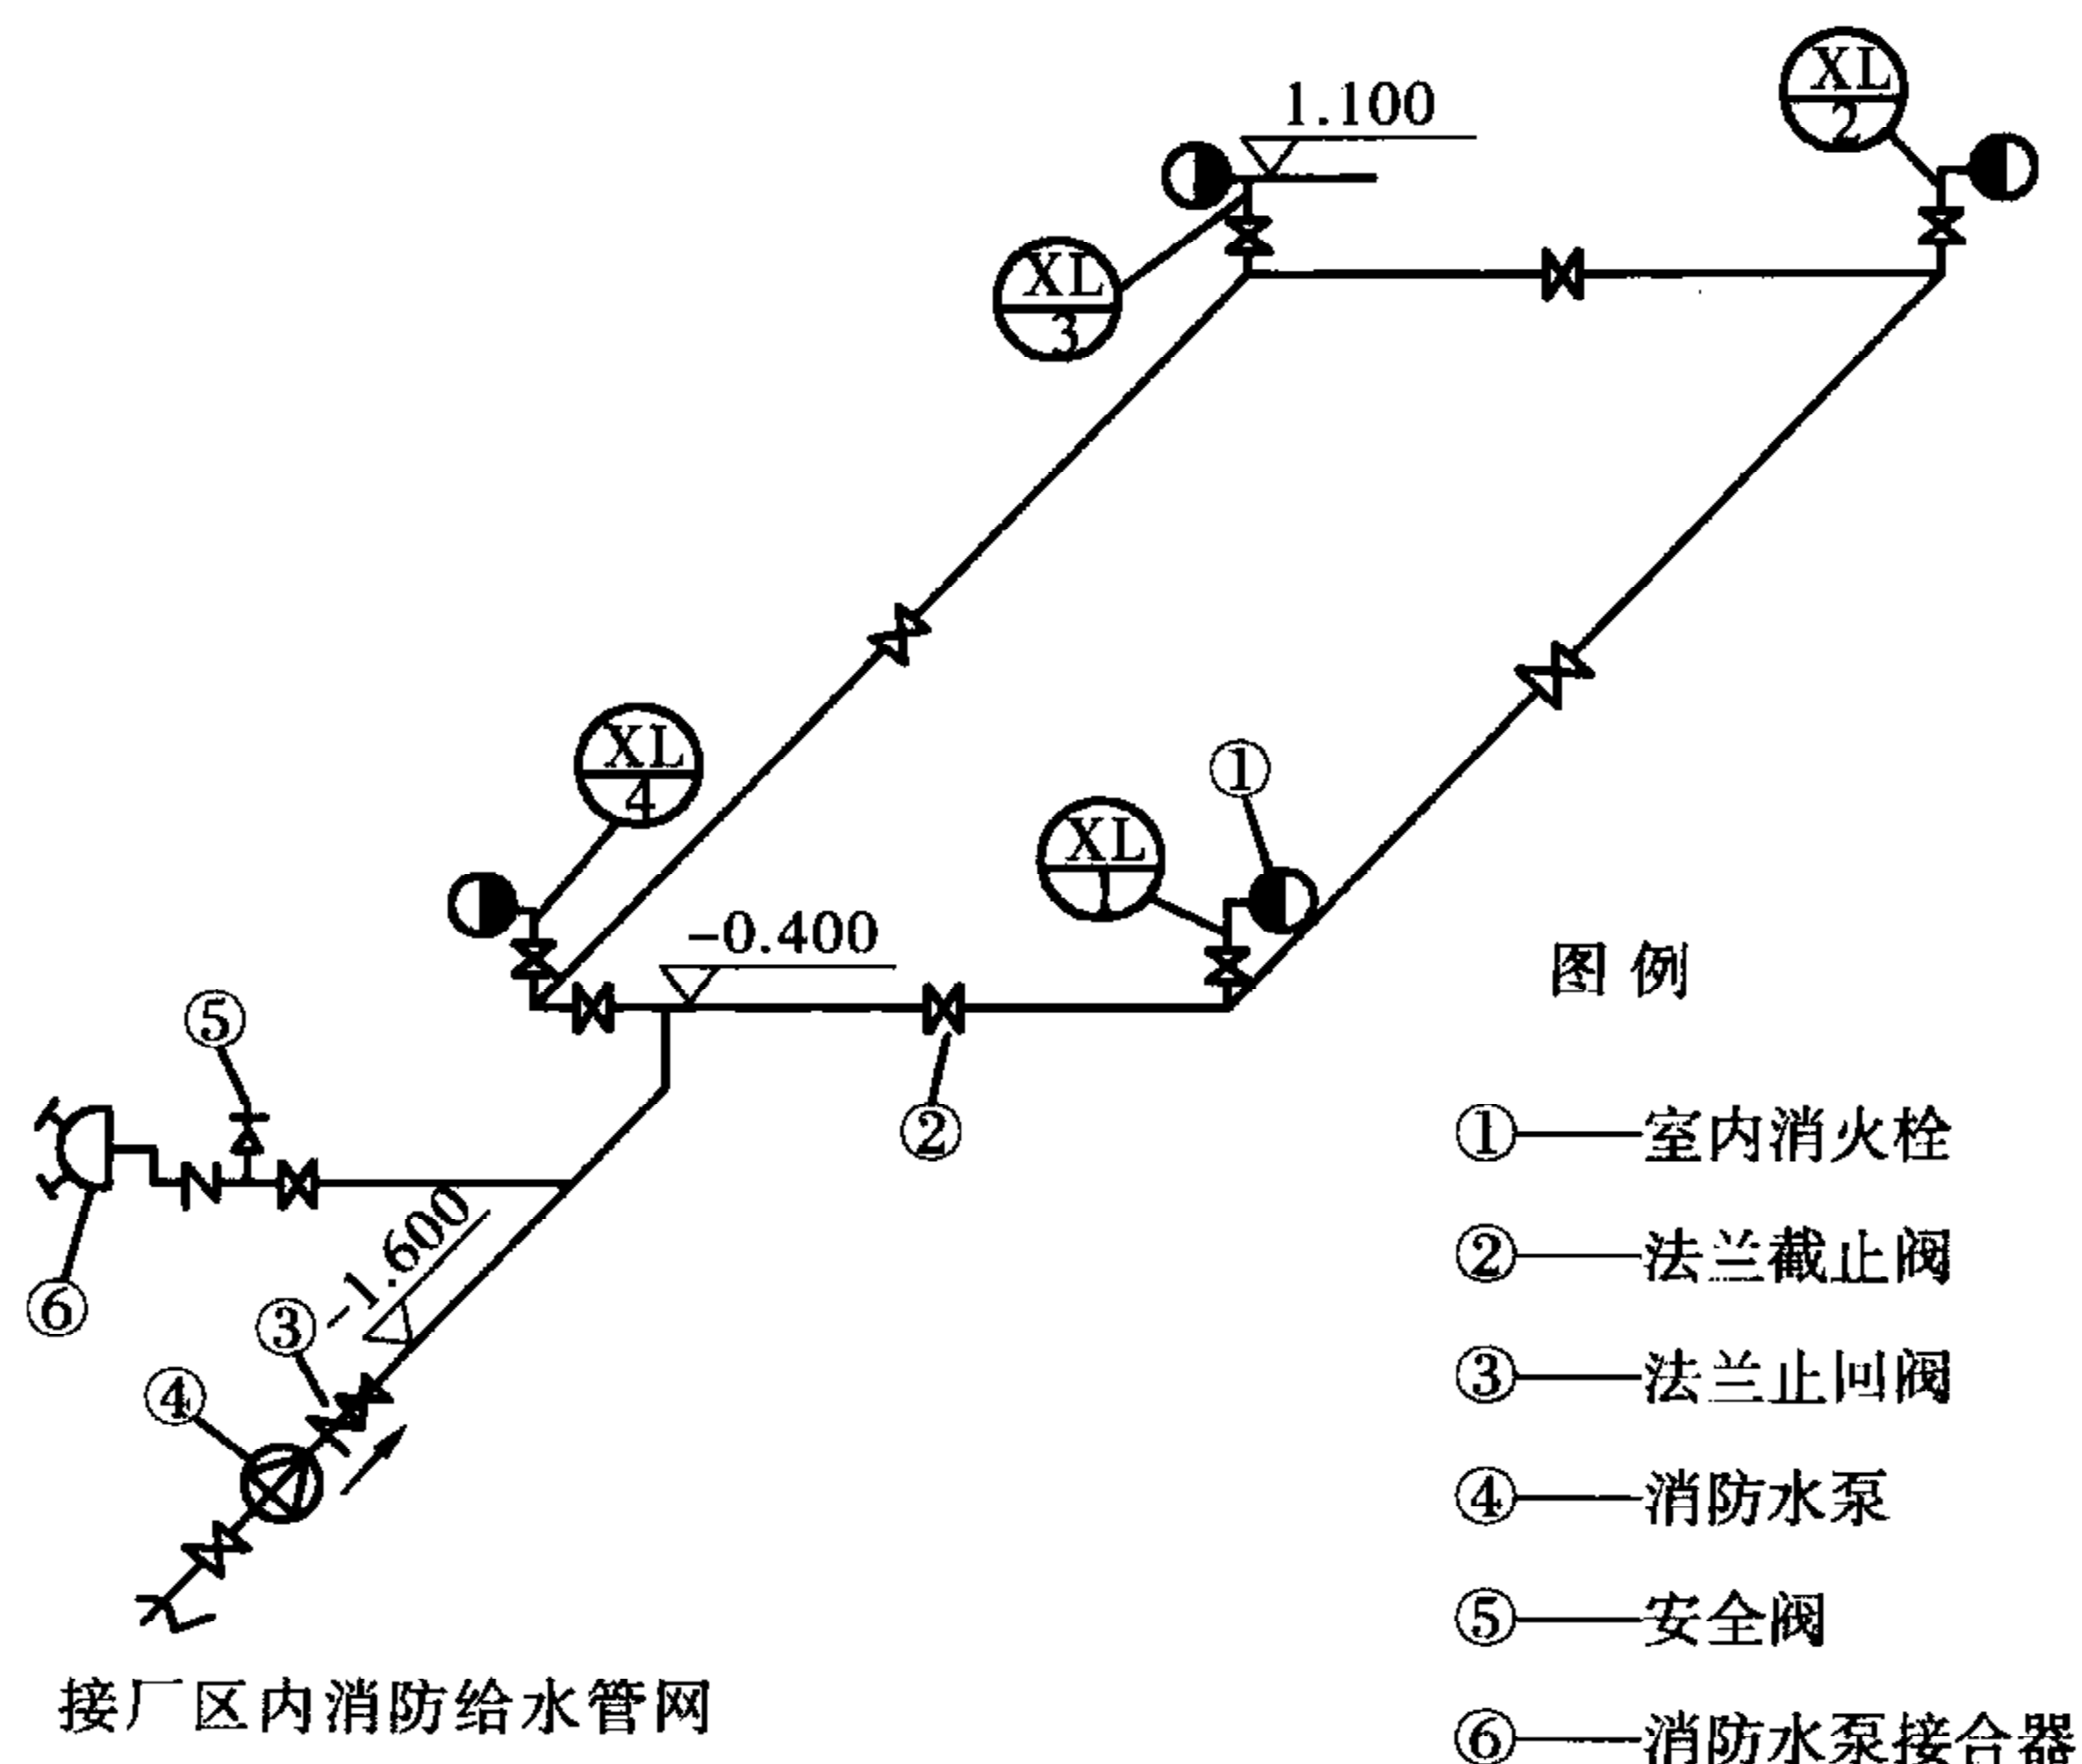 1.100
XL
2
XL
3
XL
4
①
XL
1
-0.400
⑤
②
⑥
③
-1.600
④
接厂区内消防给水管网
图例
①——室内消火栓
②——法兰截止阀
③——法兰止回阀
④——消防水泵
⑤——安全阀
⑥——消防水泵接合器